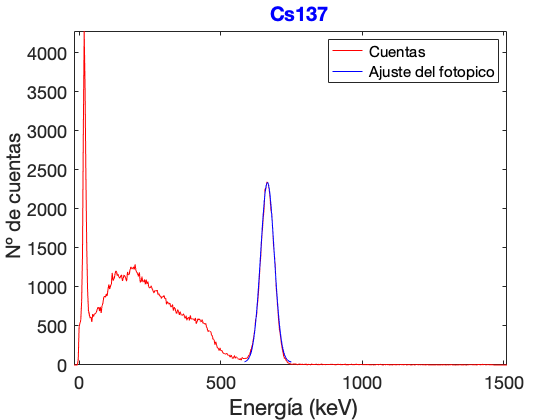 Cs137
Cuentas
Ajuste del fotopico
4000
3500
3000
2500
2000
1500
1000
500
0
Nº de cuentas
0 500 1000 1500
Energía (keV)